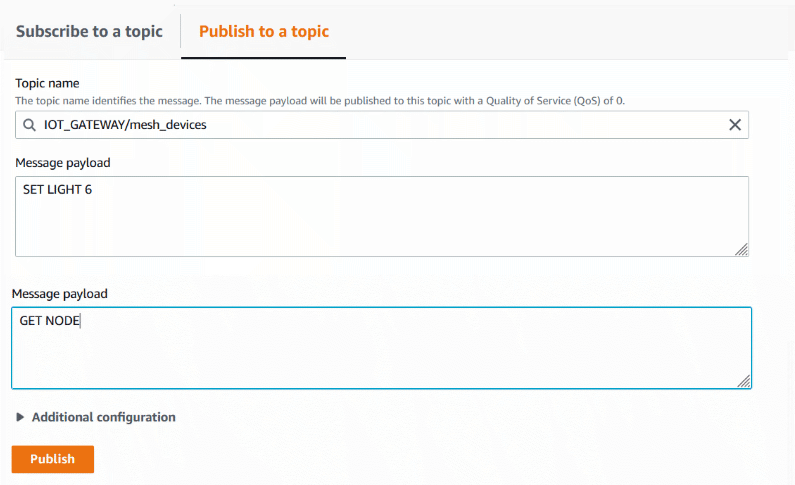 Subscribe to a topic
Publish to a topic
Topic name
The topic name identifies the message. The message payload will be published to this topic with a Quality of Service (QoS) of 0.
IOT_GATEWAY/mesh_devices
Message payload
SET LIGHT 6
Message payload
GET NODE
Additional configuration
Publish